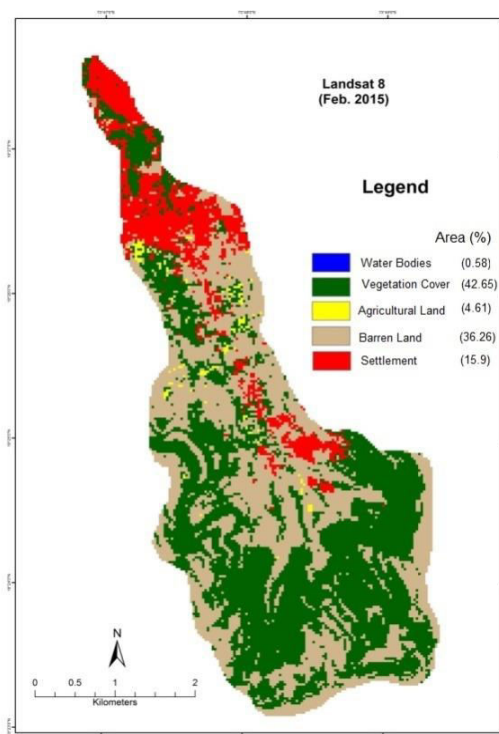 Landsat 8
(Feb. 2015)
Legend
Area (%)
Water Bodies (0.58)
Vegetation Cover (42.65)
Agricultural Land (4.61)
Barren Land (36.26)
Settlement (15.9)
N
0 0.5 1 2
Kilometers